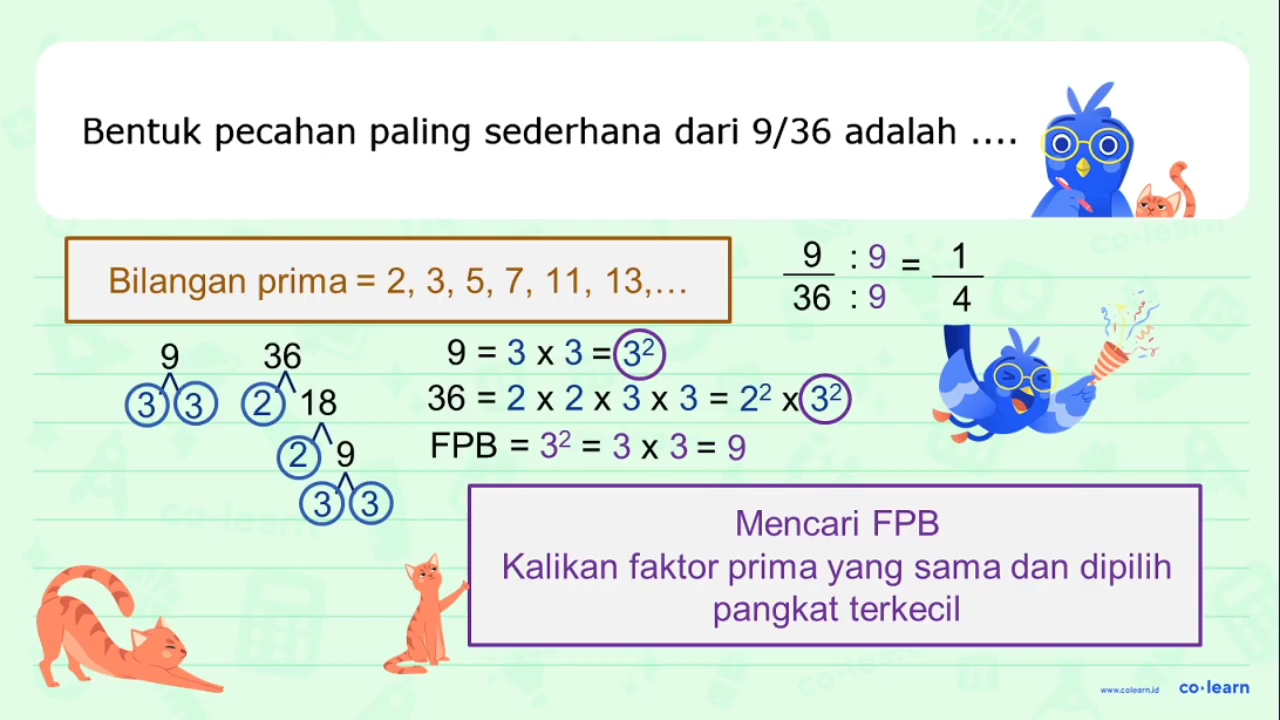 Bentuk pecahan paling sederhana dari 9/36 adalah ....
Bilangan prima = 2, 3, 5, 7, 11, 13,...
9 : 9 = 1
36 : 9 4
9 36
3 3 2 18
2 9
3 3
9 = 3 x 3 = 3²
36 = 2 x 2 x 3 x 3 = 2² x 3²
FPB = 3² = 3 x 3 = 9
Mencari FPB
Kalikan faktor prima yang sama dan dipilih
pangkat terkecil
www.colearn.id co·learn